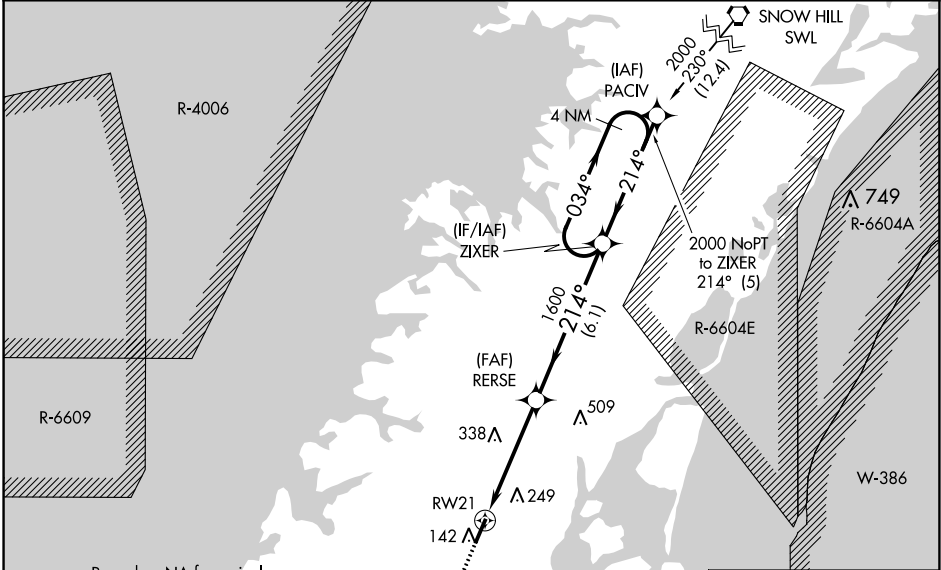 SNOW HILL
SWL
2000
230°
(12.4)
(IAF)
PACIV
R-4006
4 NM
034°
214°
749
R-6604A
(IF/IAF)
ZIXER
2000 NoPT
to ZIXER
214° (5)
1600
214°
(6.1)
R-6604E
(FAF)
RERSE
R-6609
509
338
W-386
249
RW21
142